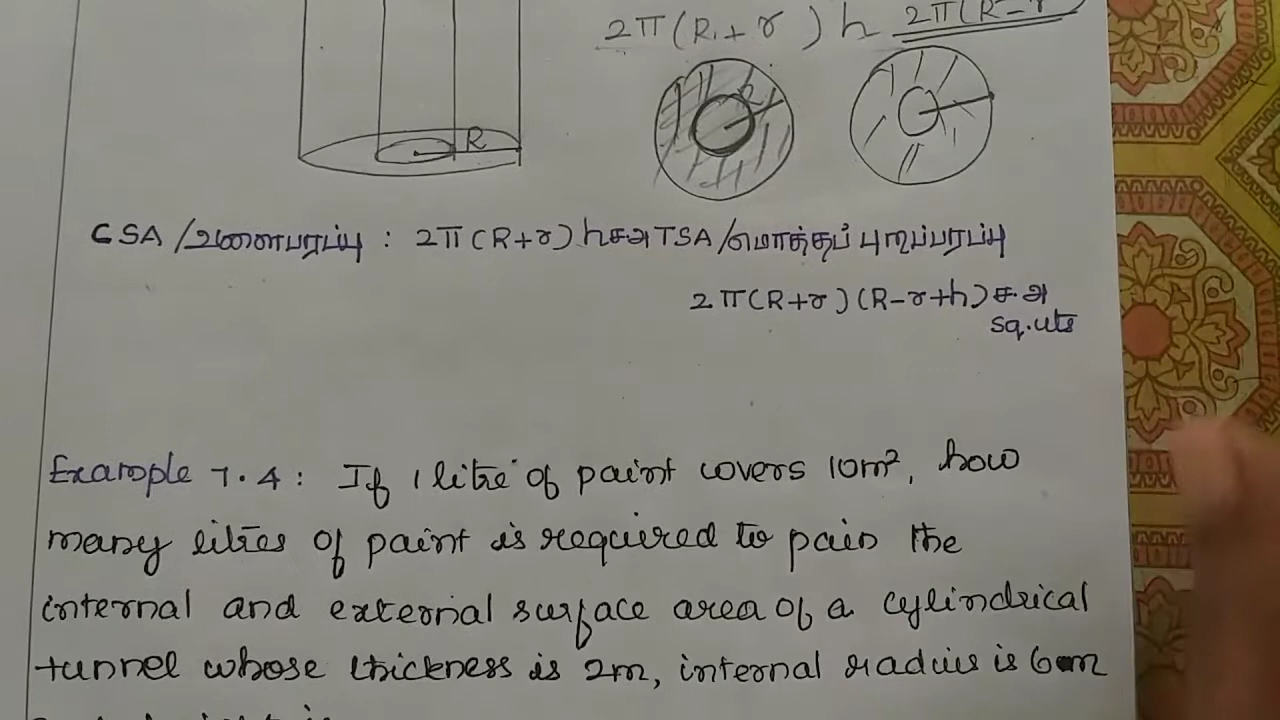 2π(R+r)h 2π(R-r
R R
CSA/வளைபரப்பு : 2π(R+r)hச.அ TSA/மொத்தப் புறப்பரப்பு
2π(R+r)(R-r+h)ச.அ
sq.uts
Example 7.4: If 1 litre of paint covers 10m², how
many litres of paint is required to pain the
internal and external surface area of a cylindrical
tunnel whose thickness is 2m, internal radius is 6m